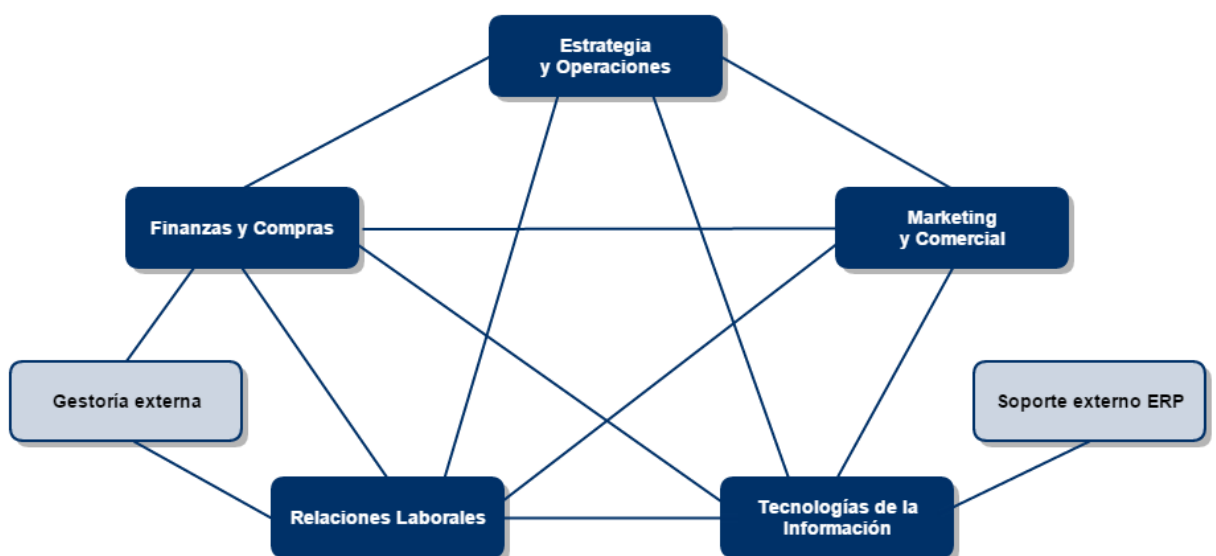 Estrategia
y Operaciones
Finanzas y Compras
Marketing
y Comercial
Gestoría externa
Soporte externo ERP
Relaciones Laborales
Tecnologías de la
Información